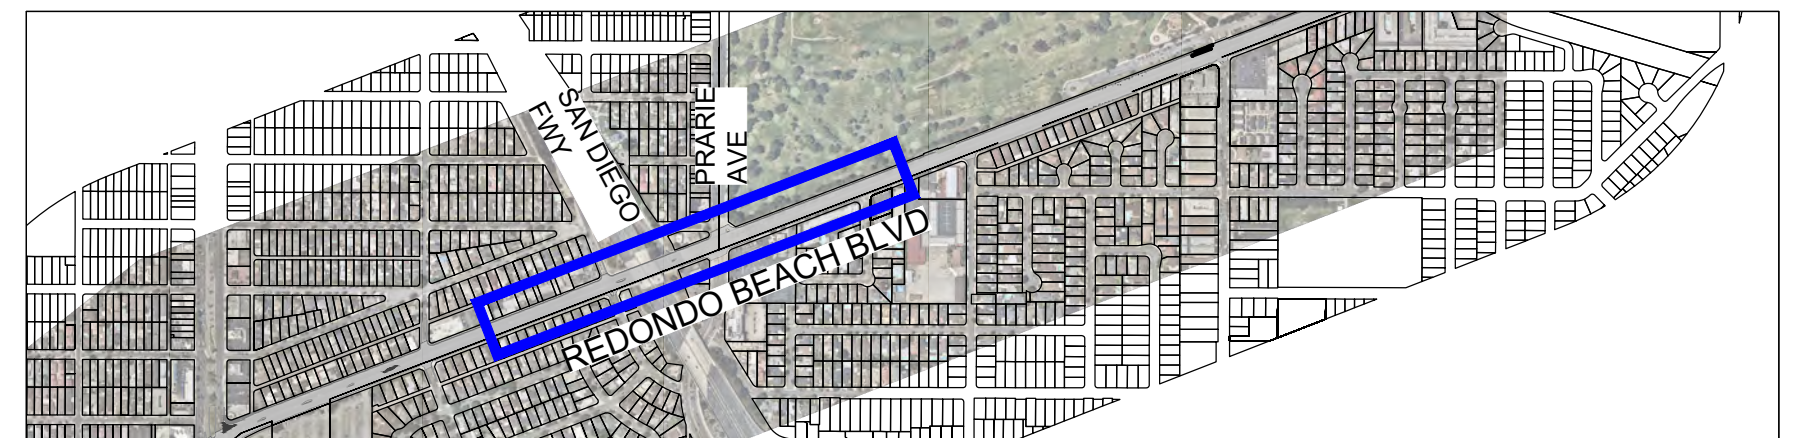 SAN DIEGO
FWY
PRARIE
AVE
REDONDO BEACH BLVD